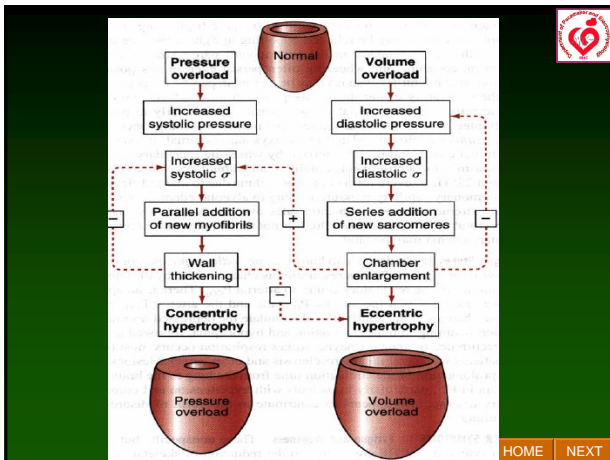 Normal
Pressure
overload
Increased
systolic pressure
Increased
systolic σ
Parallel addition
of new myofibrils
Wall
thickening
Concentric
hypertrophy
Pressure
overload
Volume
overload
Increased
diastolic pressure
Increased
diastolic σ
Series addition
of new sarcomeres
Chamber
enlargement
Eccentric
hypertrophy
Volume
overload
−
+
−
−
HOME
NEXT